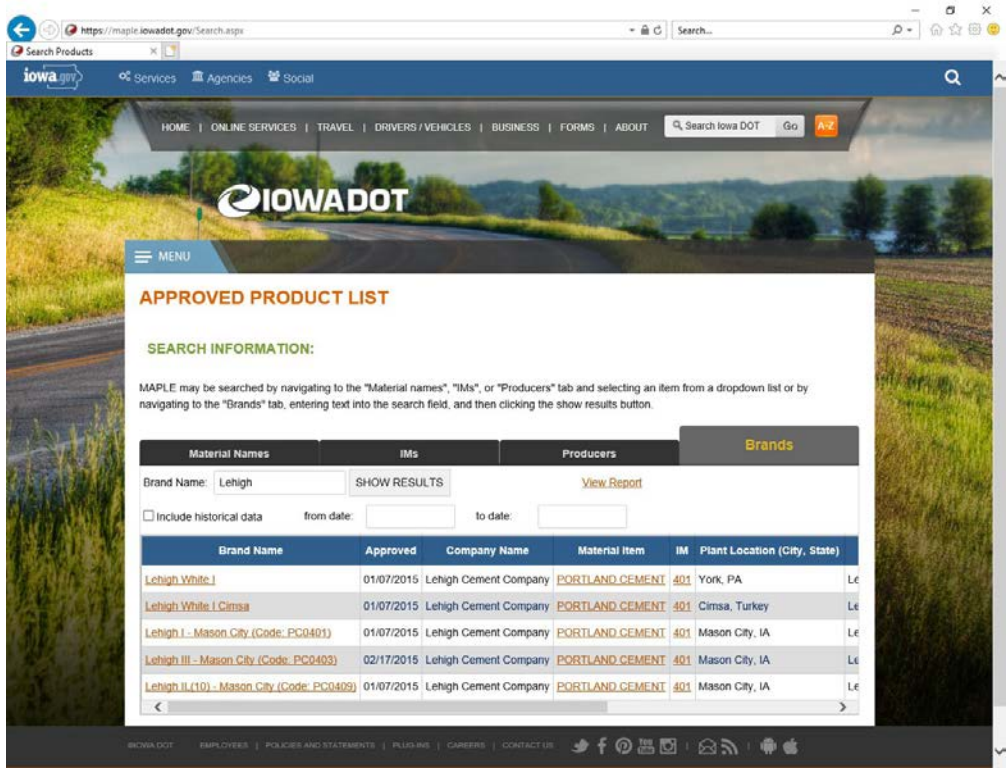 https://maple.iowadot.gov/Search.aspx
Search...
Search Products
iowa.gov Services Agencies Social
HOME | ONLINE SERVICES | TRAVEL | DRIVERS / VEHICLES | BUSINESS | FORMS | ABOUT Search Iowa DOT Go A-Z
IOWADOT
MENU
APPROVED PRODUCT LIST
SEARCH INFORMATION:
MAPLE may be searched by navigating to the "Material names", "IMs", or "Producers" tab and selecting an item from a dropdown list or by
navigating to the "Brands" tab, entering text into the search field, and then clicking the show results button.
Material Names IMs Producers Brands
Brand Name: Lehigh SHOW RESULTS View Report
Include historical data from date: to date:
Brand Name Approved Company Name Material Item IM Plant Location (City, State)
Lehigh White I 01/07/2015 Lehigh Cement Company PORTLAND CEMENT 401 York, PA Le
Lehigh White I Cimsa 01/07/2015 Lehigh Cement Company PORTLAND CEMENT 401 Cimsa, Turkey Le
Lehigh I - Mason City (Code: PC0401) 01/07/2015 Lehigh Cement Company PORTLAND CEMENT 401 Mason City, IA Le
Lehigh III - Mason City (Code: PC0403) 02/17/2015 Lehigh Cement Company PORTLAND CEMENT 401 Mason City, IA Le
Lehigh IL(10) - Mason City (Code: PC0409) 01/07/2015 Lehigh Cement Company PORTLAND CEMENT 401 Mason City, IA Le
©IOWA DOT EMPLOYEES | POLICIES AND STATEMENTS | PLUG-INS | CAREERS | CONTACT US You Tube